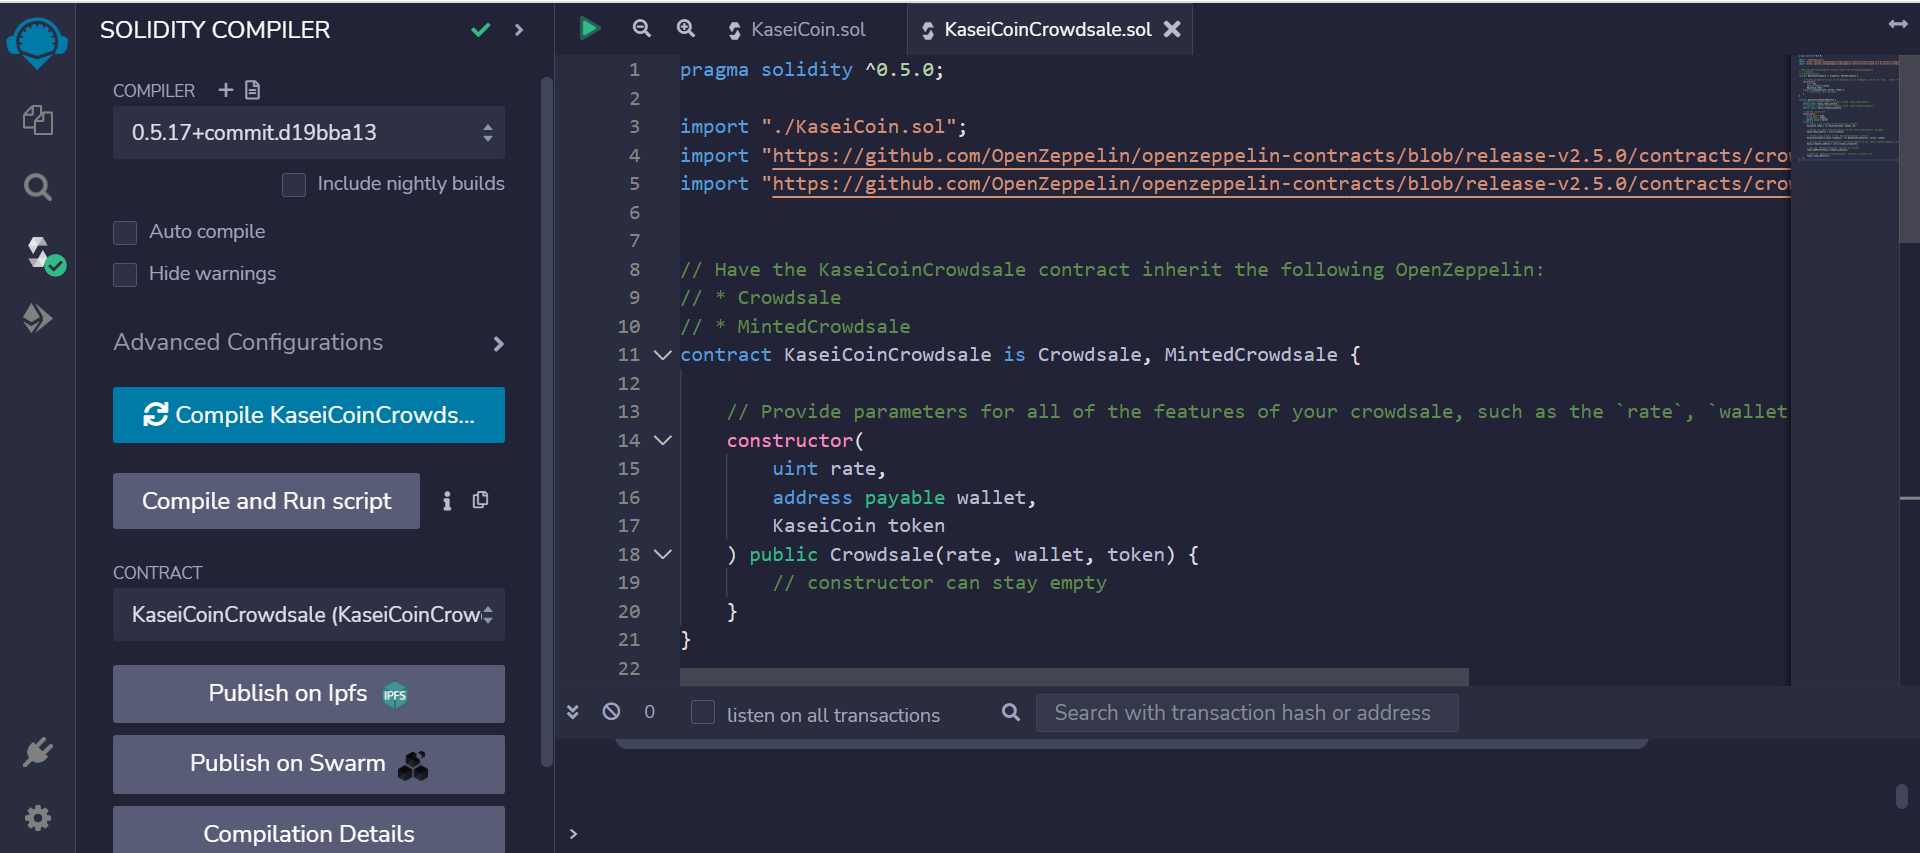 SOLIDITY COMPILER
COMPILER
0.5.17+commit.d19bba13
Include nightly builds
Auto compile
Hide warnings
Advanced Configurations
Compile KaseiCoinCrowds...
Compile and Run script
CONTRACT
KaseiCoinCrowdsale (KaseiCoinCrow
Publish on Ipfs IPFS
Publish on Swarm
Compilation Details
KaseiCoin.sol
KaseiCoinCrowdsale.sol
1 pragma solidity ^0.5.0;
2
3 import "./KaseiCoin.sol";
4 import "https://github.com/OpenZeppelin/openzeppelin-contracts/blob/release-v2.5.0/contracts/crow
5 import "https://github.com/OpenZeppelin/openzeppelin-contracts/blob/release-v2.5.0/contracts/crow
6
7
8 // Have the KaseiCoinCrowdsale contract inherit the following OpenZeppelin:
9 // * Crowdsale
10 // * MintedCrowdsale
11 contract KaseiCoinCrowdsale is Crowdsale, MintedCrowdsale {
12
13 // Provide parameters for all of the features of your crowdsale, such as the `rate`, `wallet
14 constructor(
15 uint rate,
16 address payable wallet,
17 KaseiCoin token
18 ) public Crowdsale(rate, wallet, token) {
19 // constructor can stay empty
20 }
21 }
22
0
listen on all transactions
Search with transaction hash or address
>